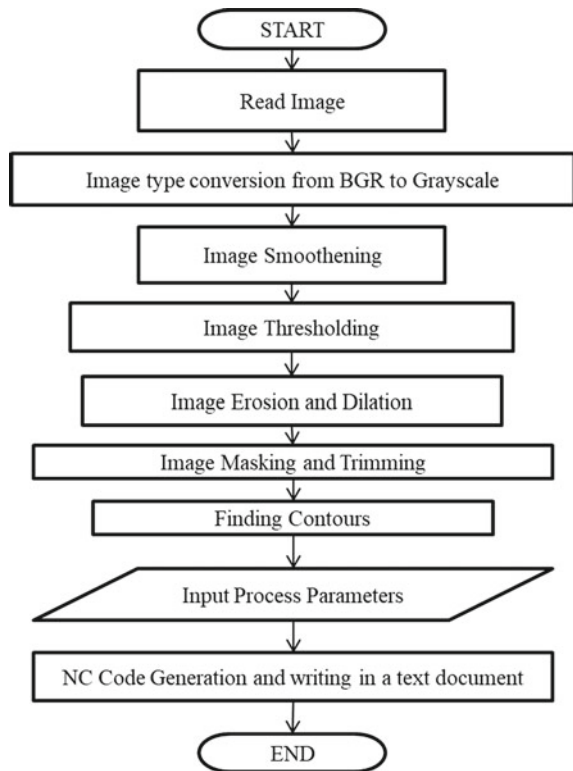 START
Read Image
Image type conversion from BGR to Grayscale
Image Smoothening
Image Thresholding
Image Erosion and Dilation
Image Masking and Trimming
Finding Contours
Input Process Parameters
NC Code Generation and writing in a text document
END